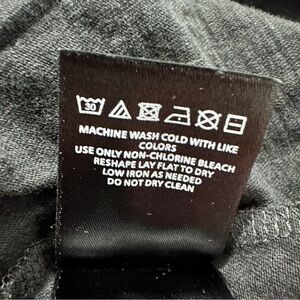 30
MACHINE WASH COLD WITH LIKE
COLORS
USE ONLY NON-CHLORINE BLEACH
RESHAPE LAY FLAT TO DRY
LOW IRON AS NEEDED
DO NOT DRY CLEAN